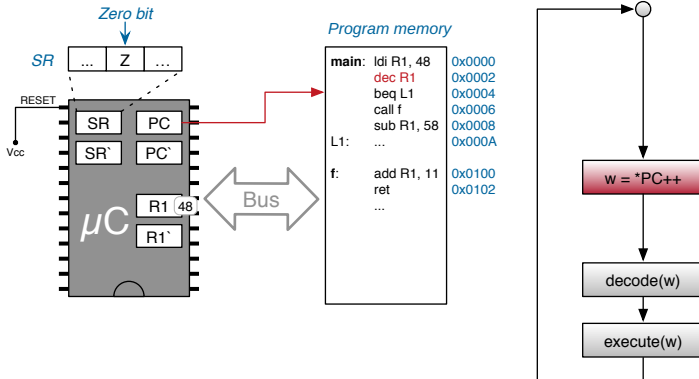 Zero bit
Program memory
SR ... Z ...
RESET
Vcc
SR PC
SR` PC`
R1 48
R1`
µC
Bus
main: ldi R1, 48 0x0000
dec R1 0x0002
beq L1 0x0004
call f 0x0006
sub R1, 58 0x0008
L1: ... 0x000A
f: add R1, 11 0x0100
ret 0x0102
...
w = *PC++
decode(w)
execute(w)